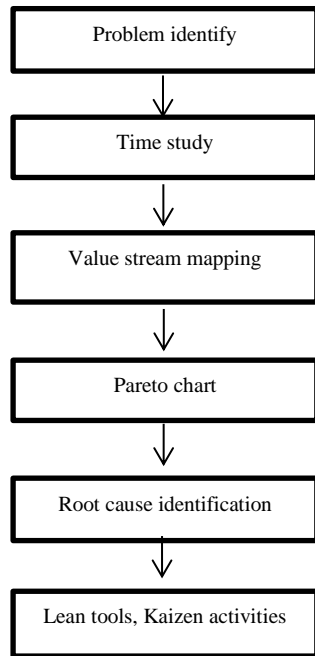 Problem identify
Time study
Value stream mapping
Pareto chart
Root cause identification
Lean tools, Kaizen activities